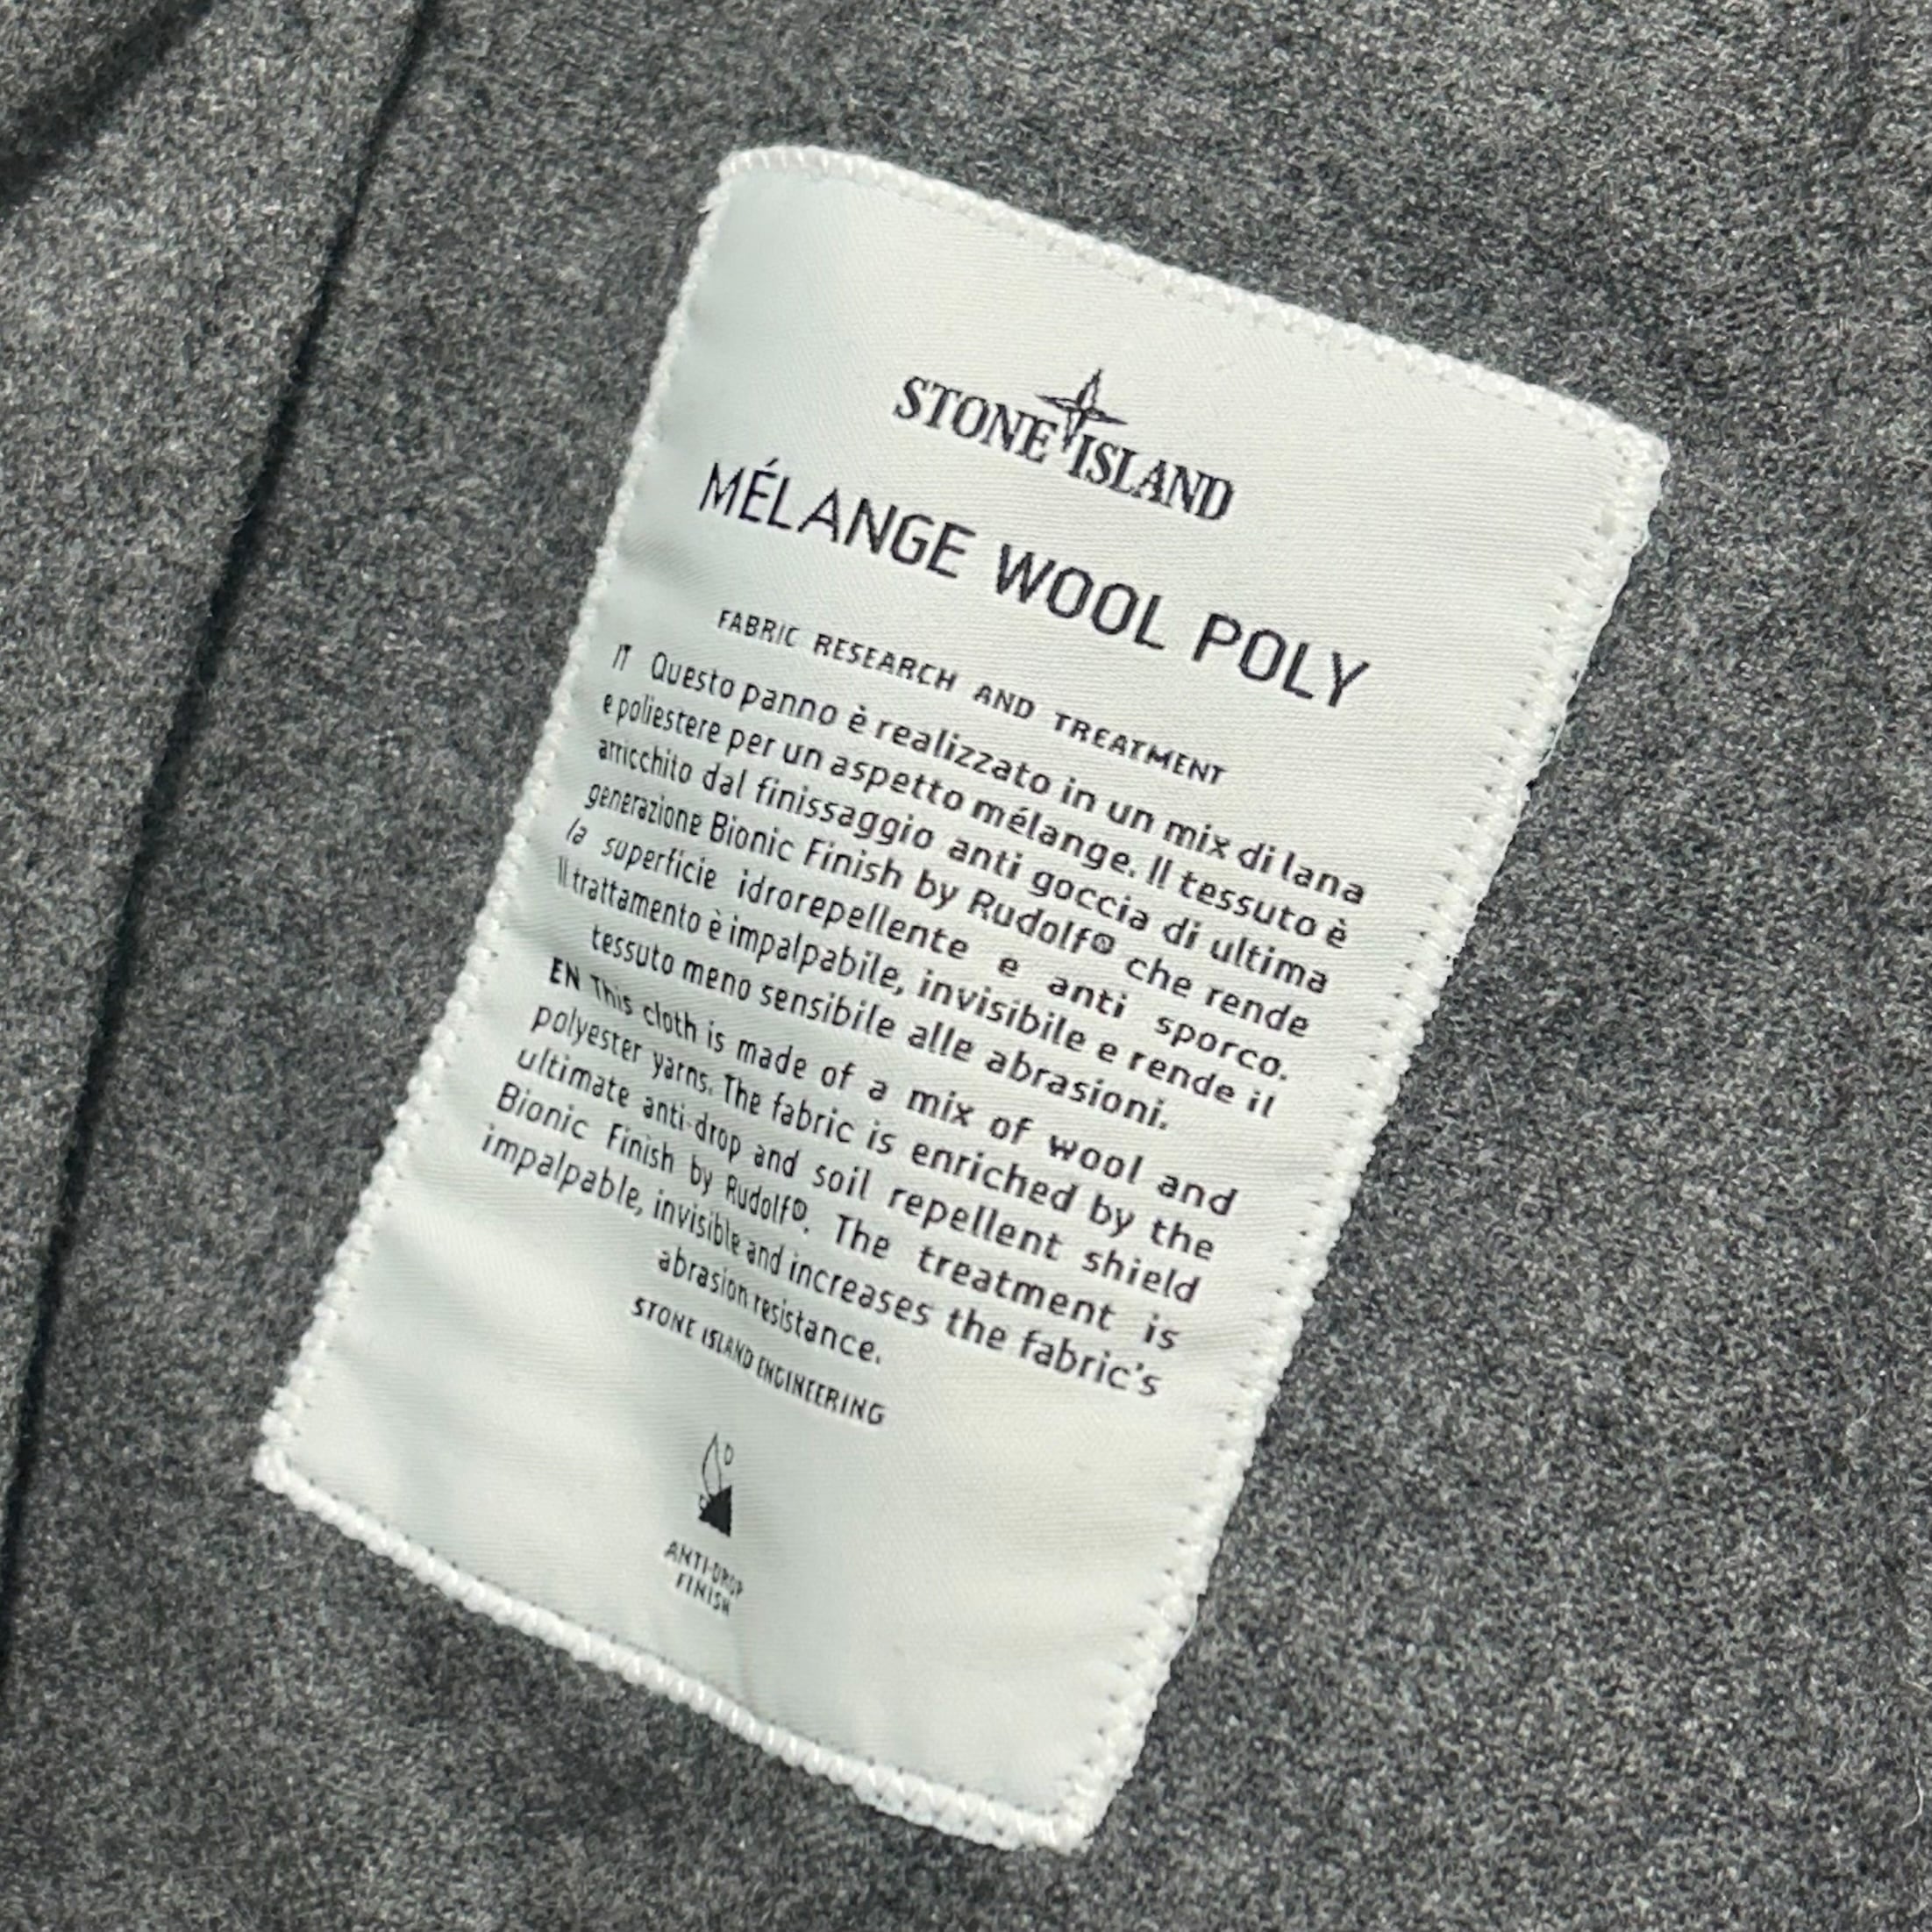 STONE ISLAND
MÉLANGE WOOL POLY
FABRIC RESEARCH AND TREATMENT
IT Questo panno è realizzato in un mix di lana
e poliestere per un aspetto mélange. Il tessuto è
arricchito dal finissaggio anti goccia di ultima
generazione Bionic Finish by Rudolf® che rende
la superficie idrorepellente e anti sporco.
Il trattamento è impalpabile, invisibile e rende il
tessuto meno sensibile alle abrasioni.
EN This cloth is made of a mix of wool and
polyester yarns. The fabric is enriched by the
ultimate anti-drop and soil repellent shield
Bionic Finish by Rudolf®. The treatment is
impalpable, invisible and increases the fabric's
abrasion resistance.
STONE ISLAND ENGINEERING
ANTI-DROP
FINISH